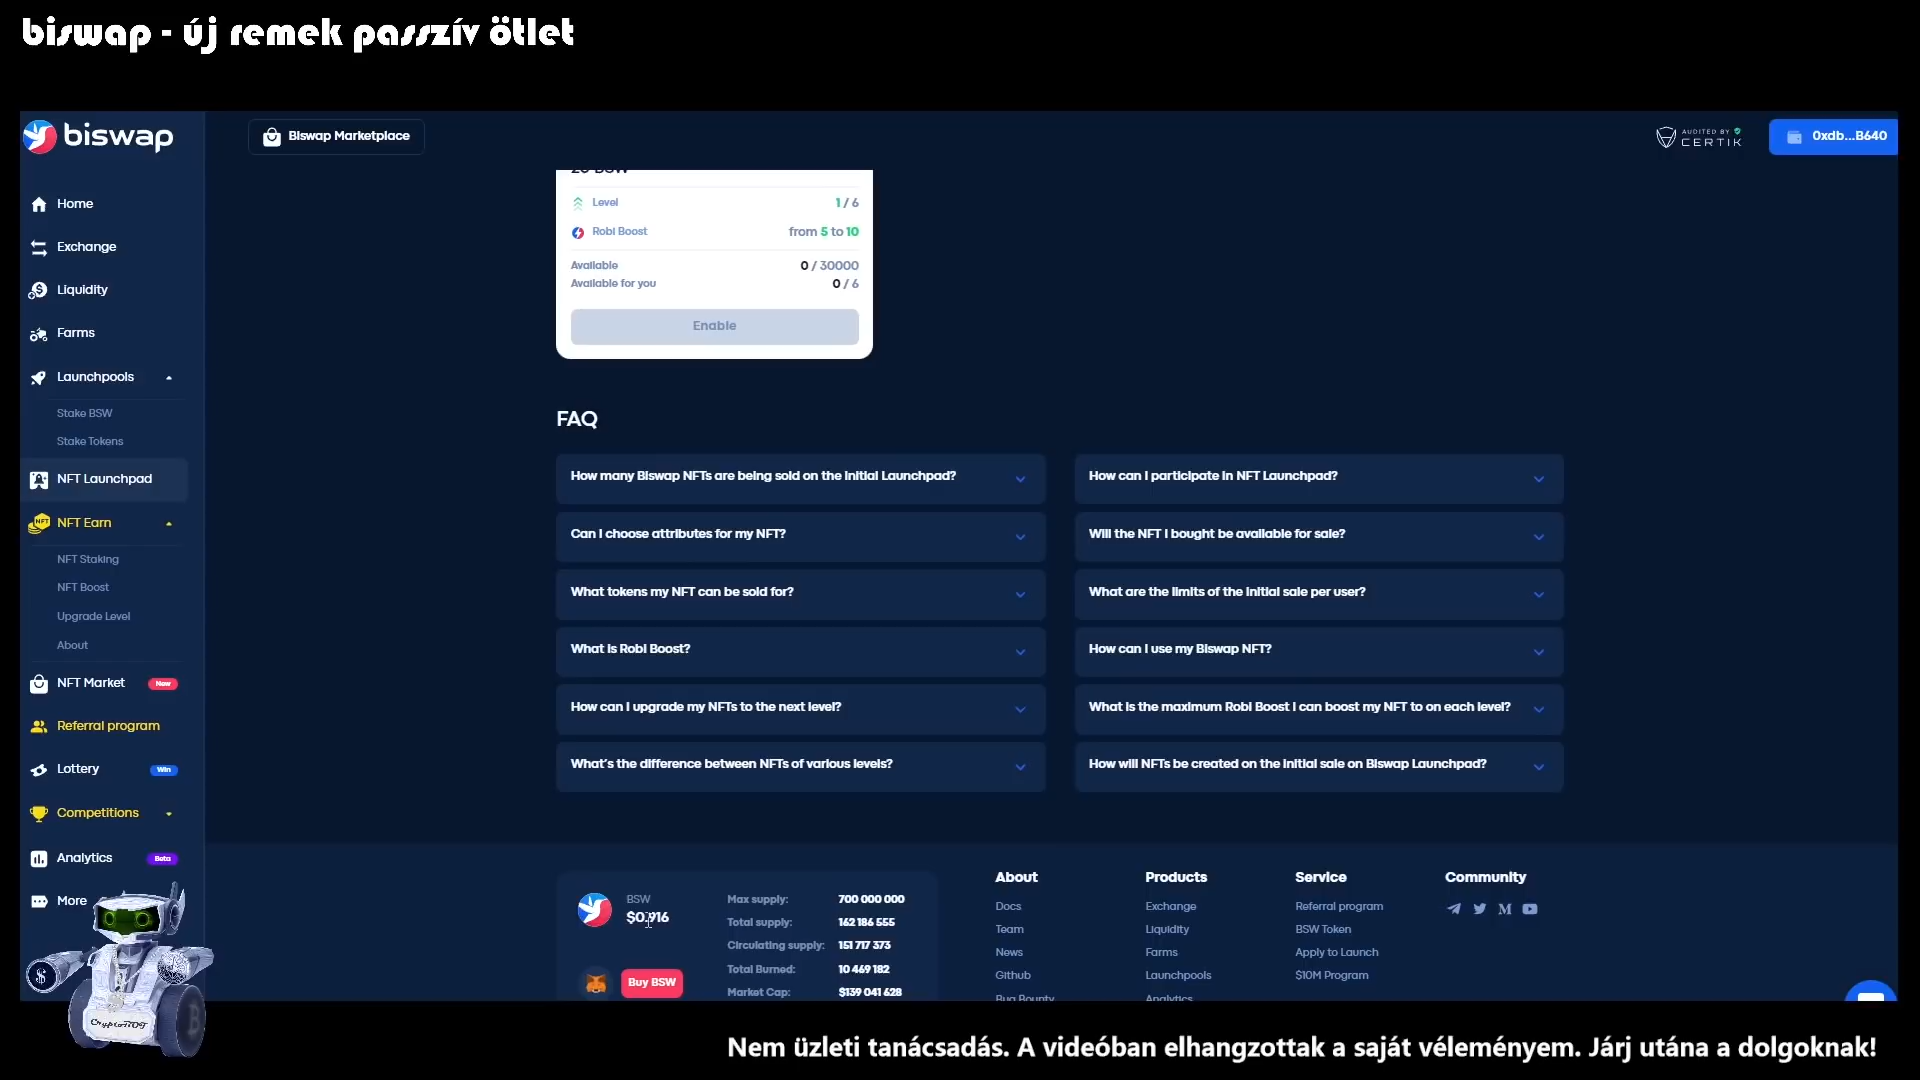 biswap - új remek passzív ötlet
biswap
Biswap Marketplace
AUDITED BY
CERTIK
0xdb...B640
Home
Exchange
Liquidity
Farms
Launchpools
Stake BSW
Stake Tokens
NFT Launchpad
NFT Earn
NFT Staking
NFT Boost
Upgrade Level
About
NFT Market New
Referral program
Lottery Win
Competitions
Analytics Beta
More
Level 1 / 6
Robi Boost from 5 to 10
Available 0 / 30000
Available for you 0 / 6
Enable
FAQ
How many Biswap NFTs are being sold on the initial Launchpad?
How can I participate in NFT Launchpad?
Can I choose attributes for my NFT?
Will the NFT I bought be available for sale?
What tokens my NFT can be sold for?
What are the limits of the initial sale per user?
What is Robi Boost?
How can I use my Biswap NFT?
How can I upgrade my NFTs to the next level?
What is the maximum Robi Boost I can boost my NFT to on each level?
What's the difference between NFTs of various levels?
How will NFTs be created on the initial sale on Biswap Launchpad?
BSW
$0.916
Buy BSW
Max supply: 700 000 000
Total supply: 162 186 555
Circulating supply: 151 717 373
Total Burned: 10 469 182
Market Cap: $139 041 628
About
Docs
Team
News
Github
Bug Bounty
Products
Exchange
Liquidity
Farms
Launchpools
Analytics
Service
Referral program
BSW Token
Apply to Launch
$10M Program
Community
CryptoROJ
Nem üzleti tanácsadás. A videóban elhangzottak a saját véleményem. Járj utána a dolgoknak!